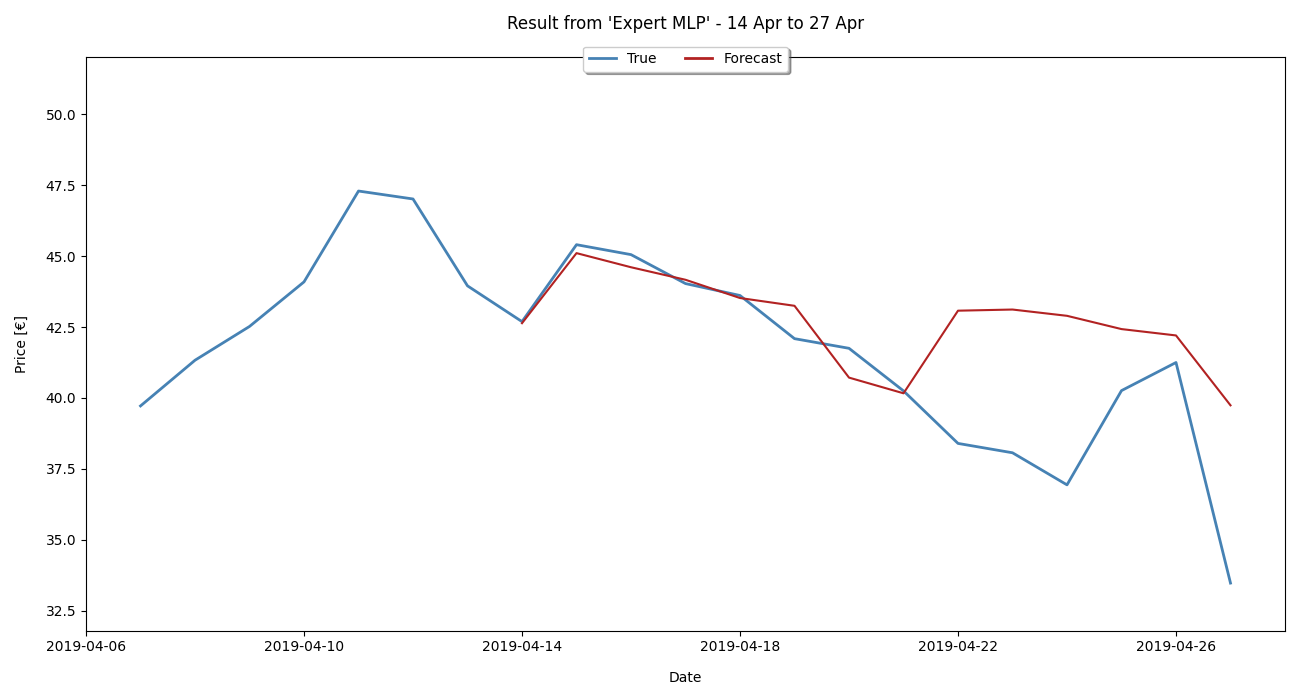 Result from 'Expert MLP' - 14 Apr to 27 Apr
True Forecast
Price [€]
50.0
47.5
45.0
42.5
40.0
37.5
35.0
32.5
2019-04-06 2019-04-10 2019-04-14 2019-04-18 2019-04-22 2019-04-26
Date